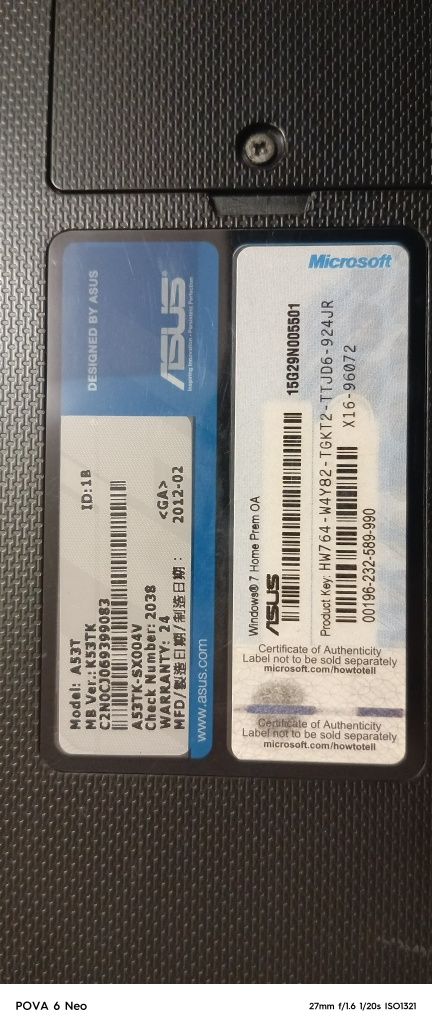 DESIGNED BY ASUS
ASUS
Inspiring Innovation · Persistent Perfection
Model: A53T
ID:1B
MB Ver.: K53TK
C2N0CJ069399083
A53TK-SX004V
Check Number: 2038
WARRANTY: 24
<GA>
MFD/製造日期/制造日期: 2012-02
www.asus.com
Microsoft
Windows® 7 Home Prem OA
ASUS
15G29N005501
Product Key: HW764-W4Y82-TGKT2-TTJD6-924JR
X16-96072
00196-232-589-990
Certificate of Authenticity
Label not to be sold separately
microsoft.com/howtotell
Certificate of Authenticity
Label not to be sold separately
microsoft.com/howtotell
POVA 6 Neo
27mm f/1.6 1/20s ISO1321